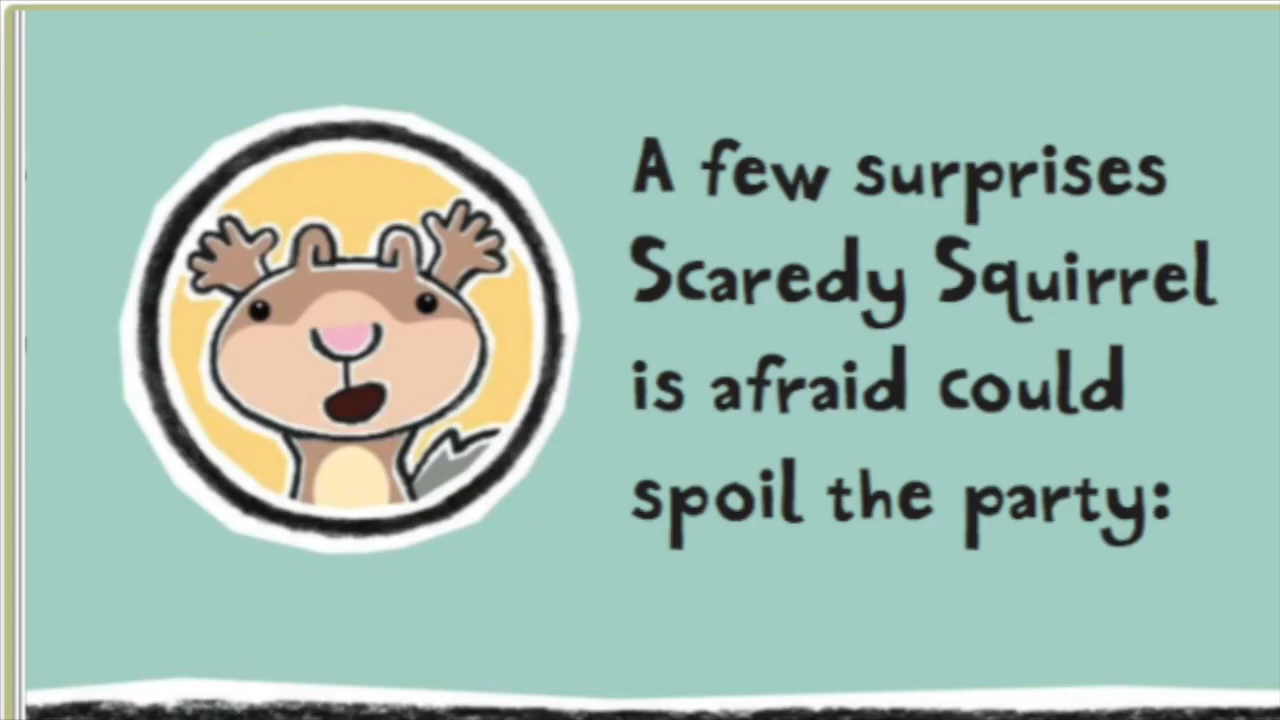 A few surprises
Scaredy Squirrel
is afraid could
spoil the party: